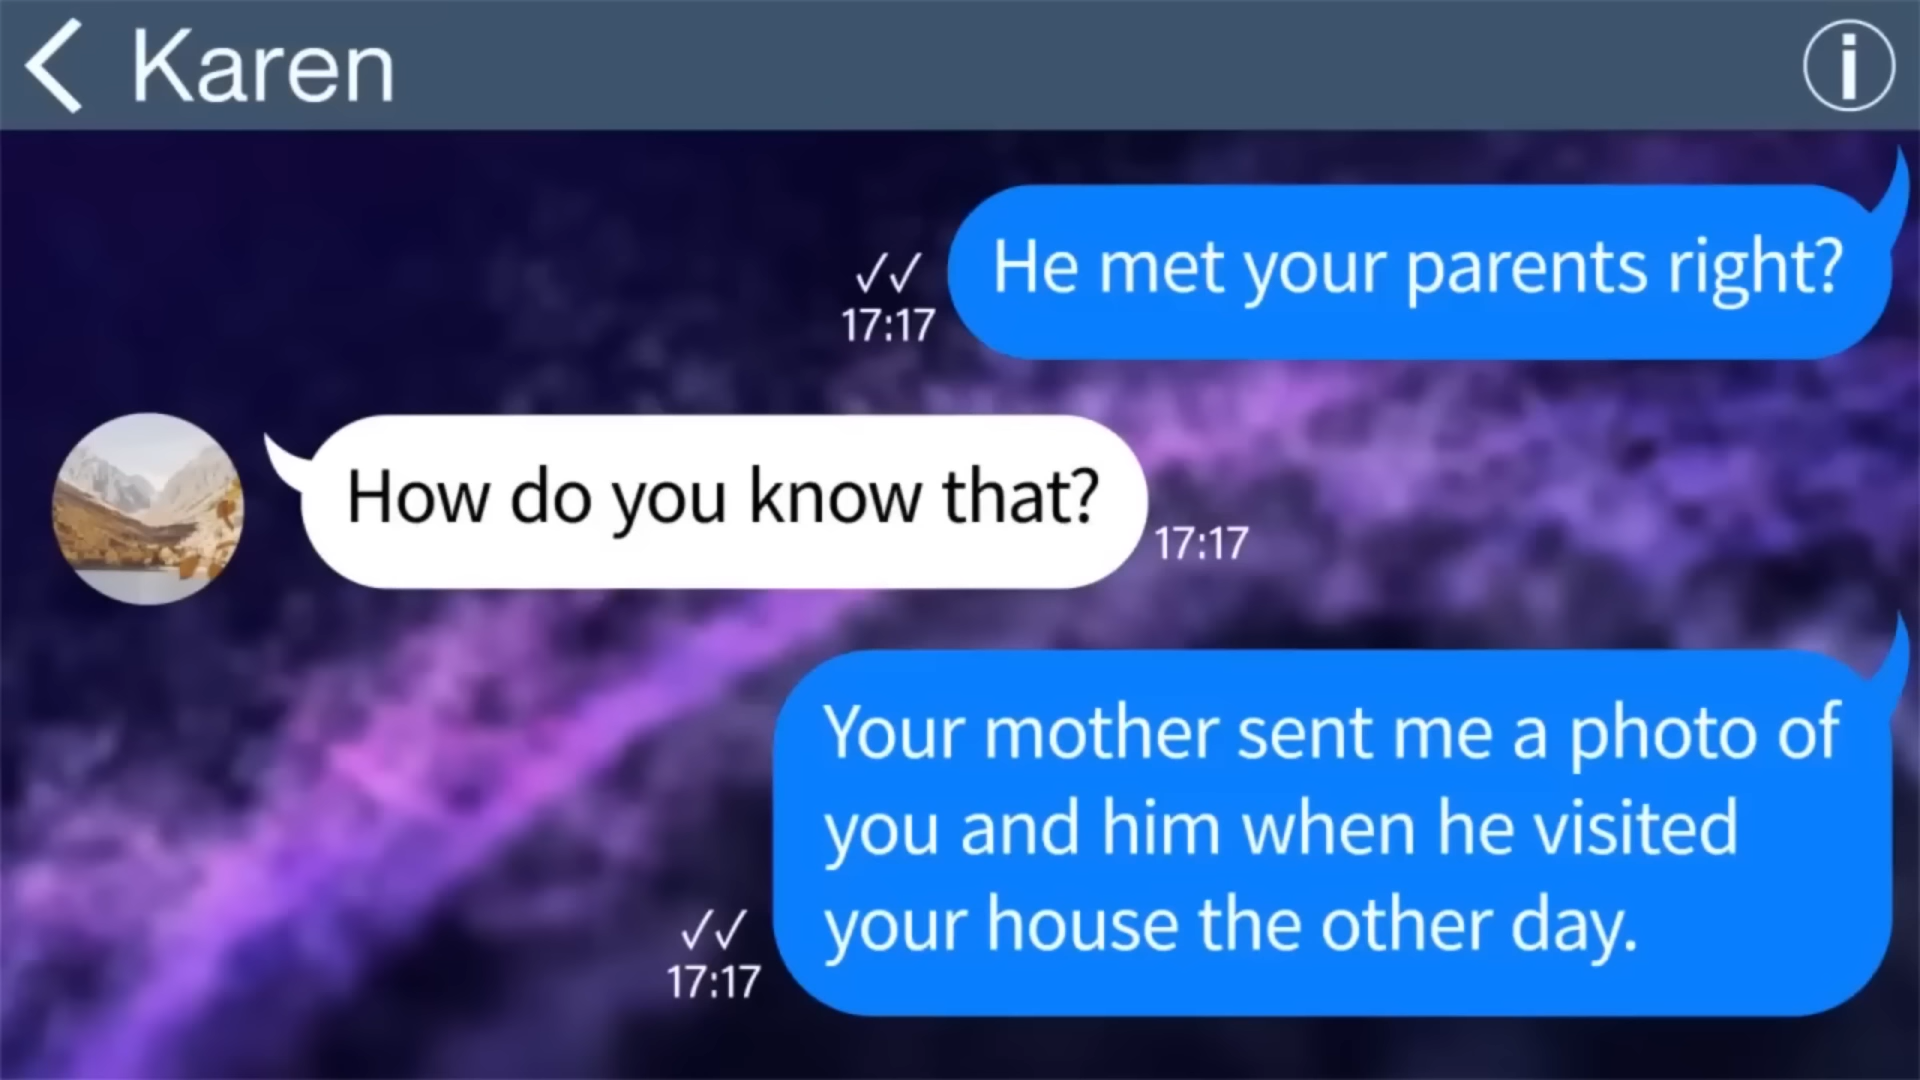 Karen
He met your parents right?
✓✓
17:17
How do you know that?
17:17
Your mother sent me a photo of
you and him when he visited
your house the other day.
✓✓
17:17